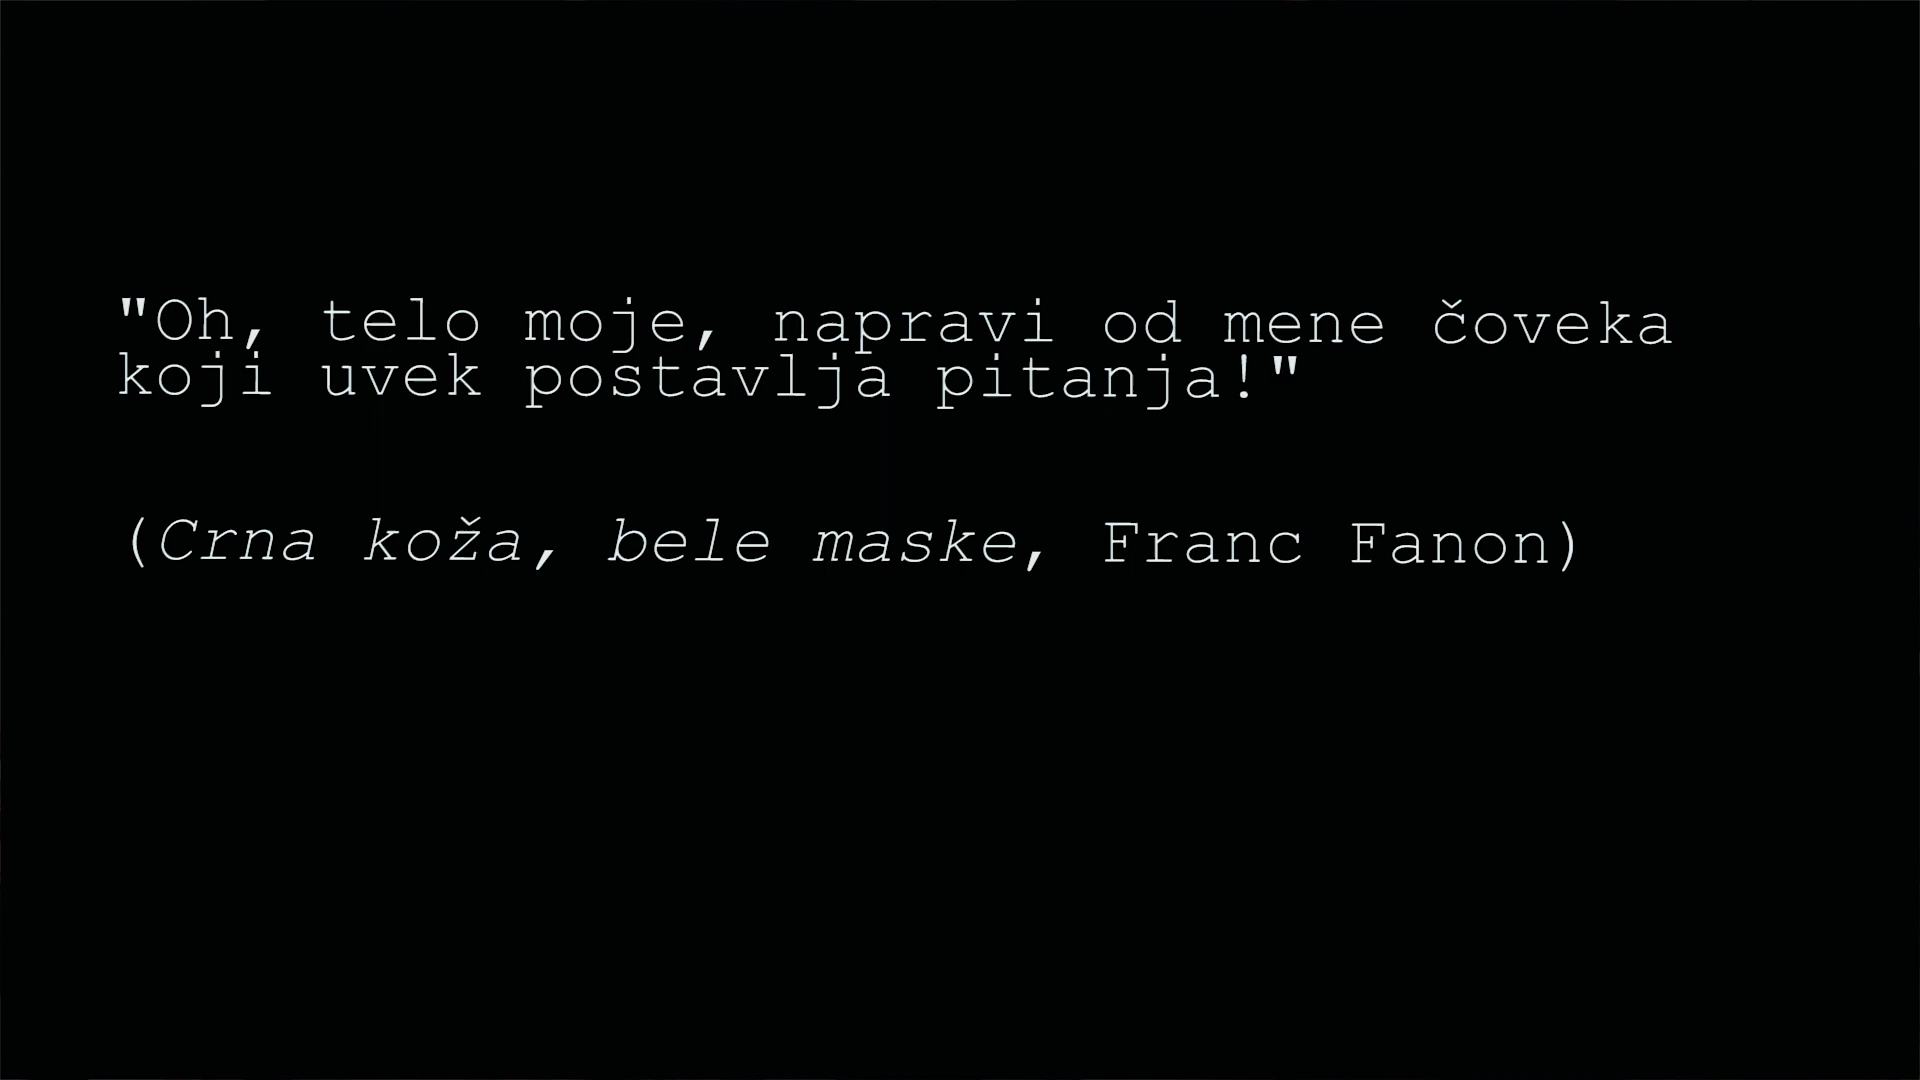 "Oh, telo moje, napravi od mene čoveka
koji uvek postavlja pitanja!"
(Crna koža, bele maske, Franc Fanon)